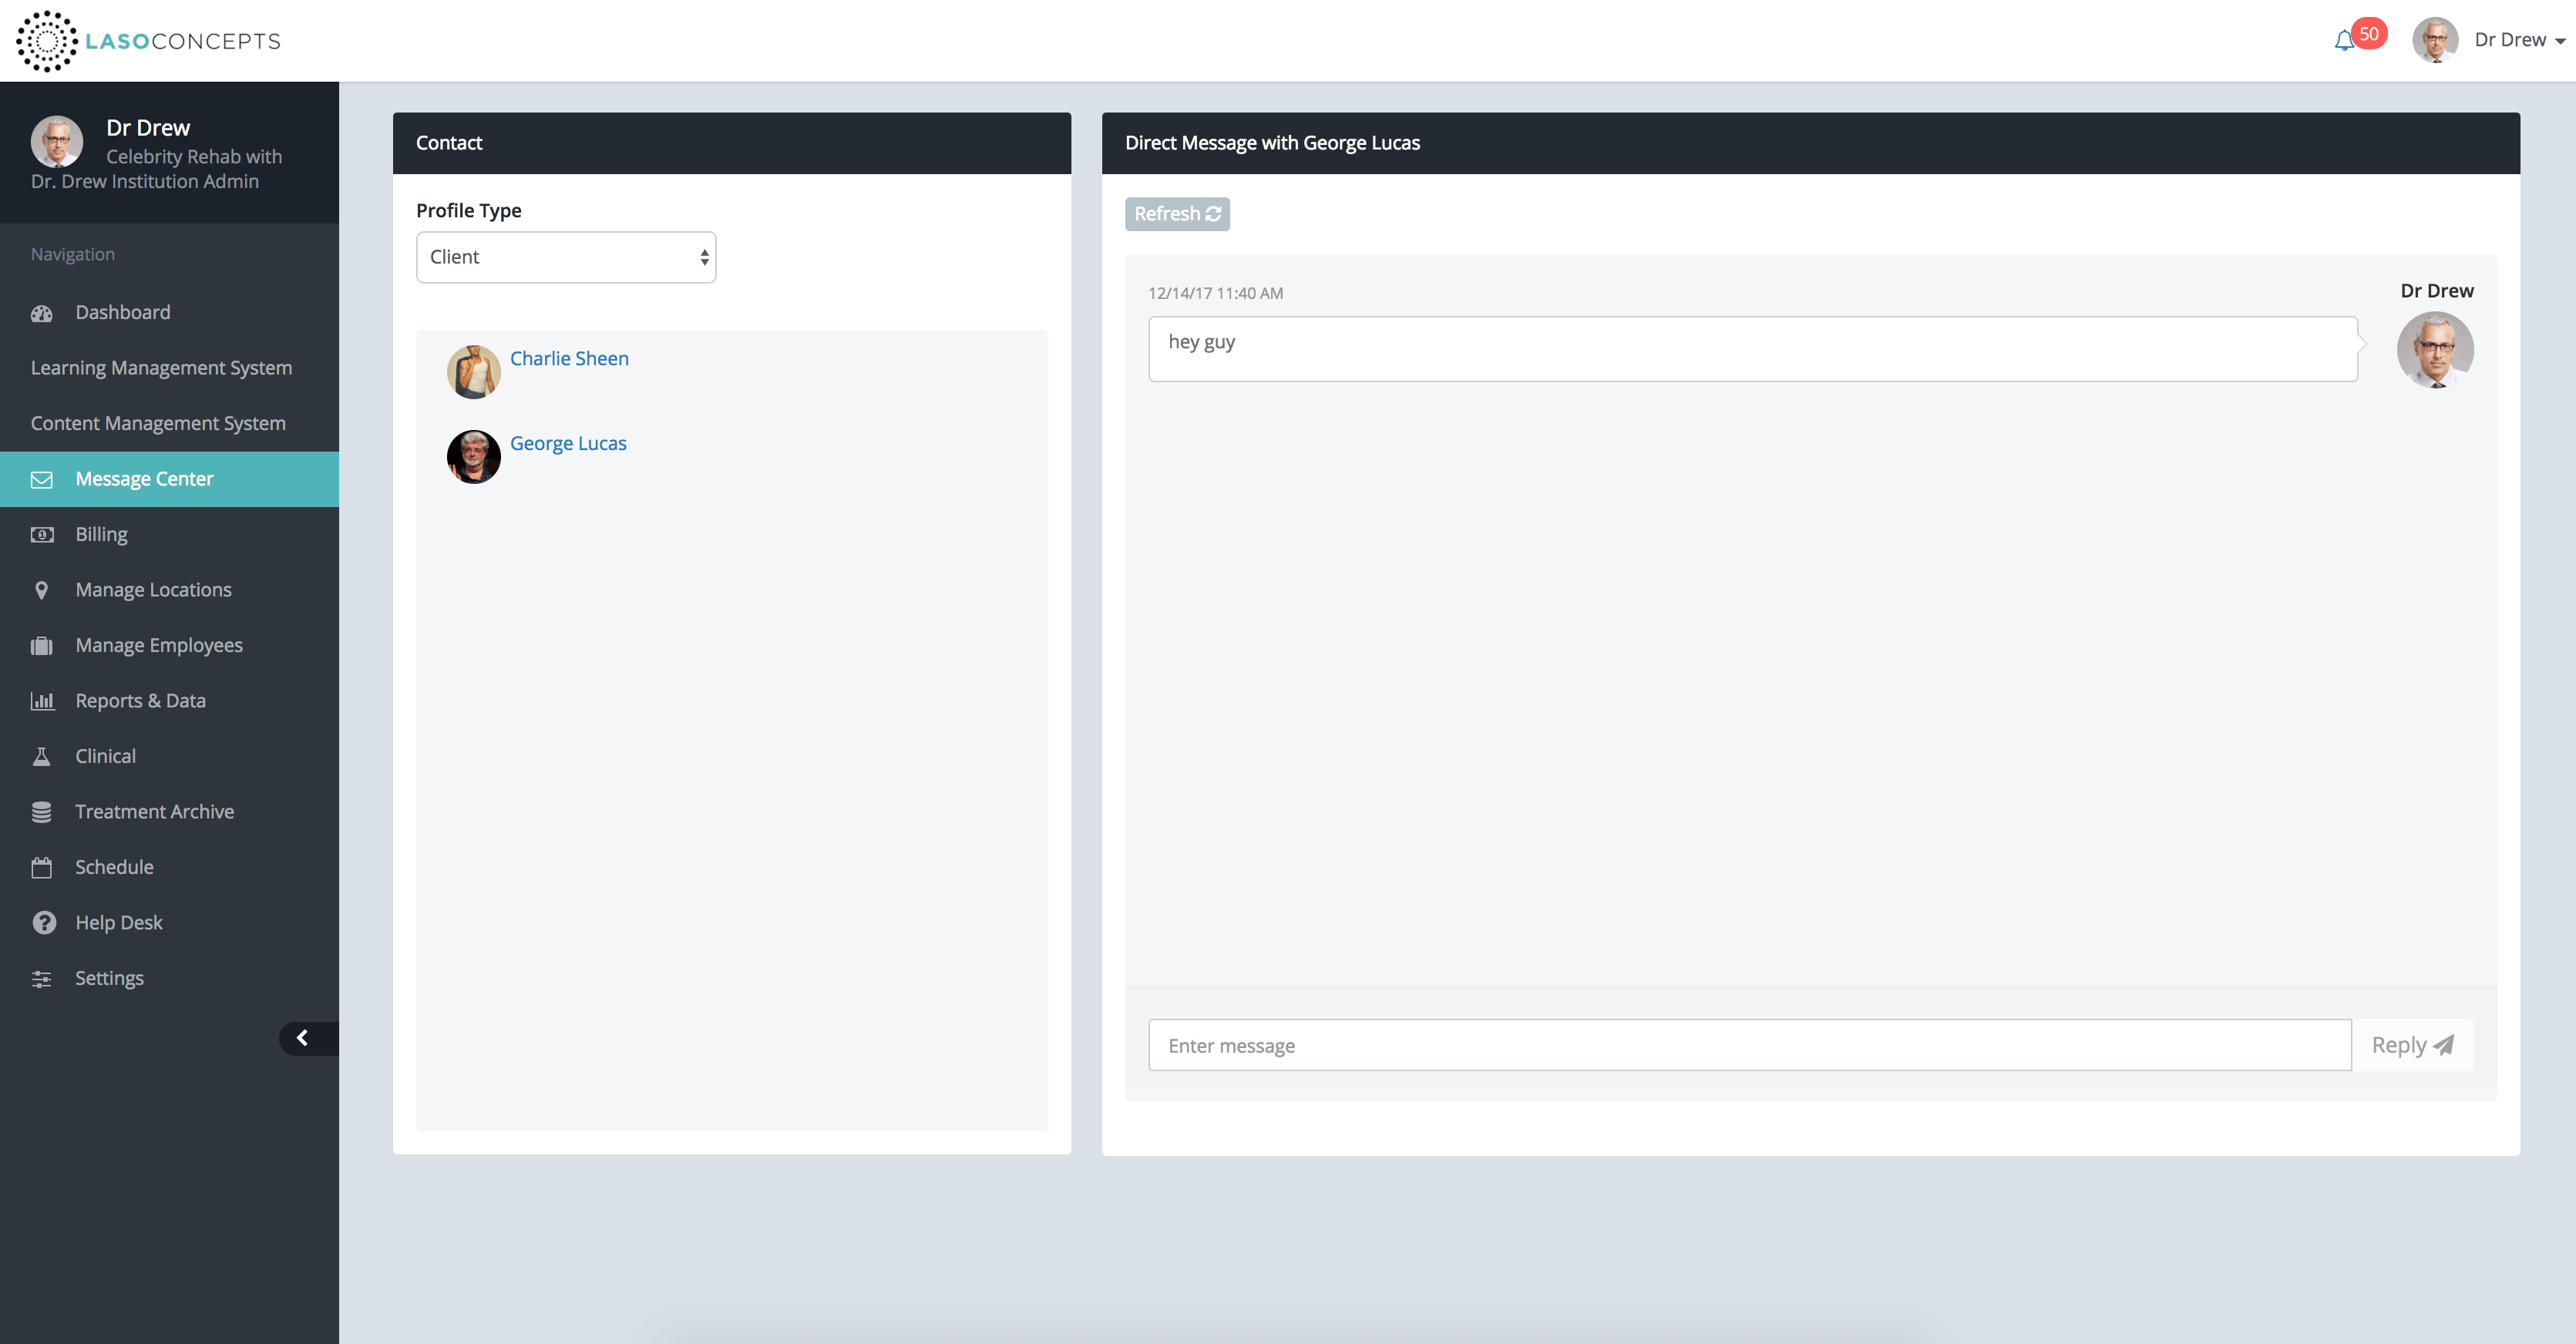 LASOCONCEPTS
50
Dr Drew
Dr Drew
Celebrity Rehab with
Dr. Drew Institution Admin
Navigation
Dashboard
Learning Management System
Content Management System
Message Center
Billing
Manage Locations
Manage Employees
Reports & Data
Clinical
Treatment Archive
Schedule
Help Desk
Settings
Contact
Profile Type
Client
Charlie Sheen
George Lucas
Direct Message with George Lucas
Refresh
12/14/17 11:40 AM
Dr Drew
hey guy
Enter message
Reply